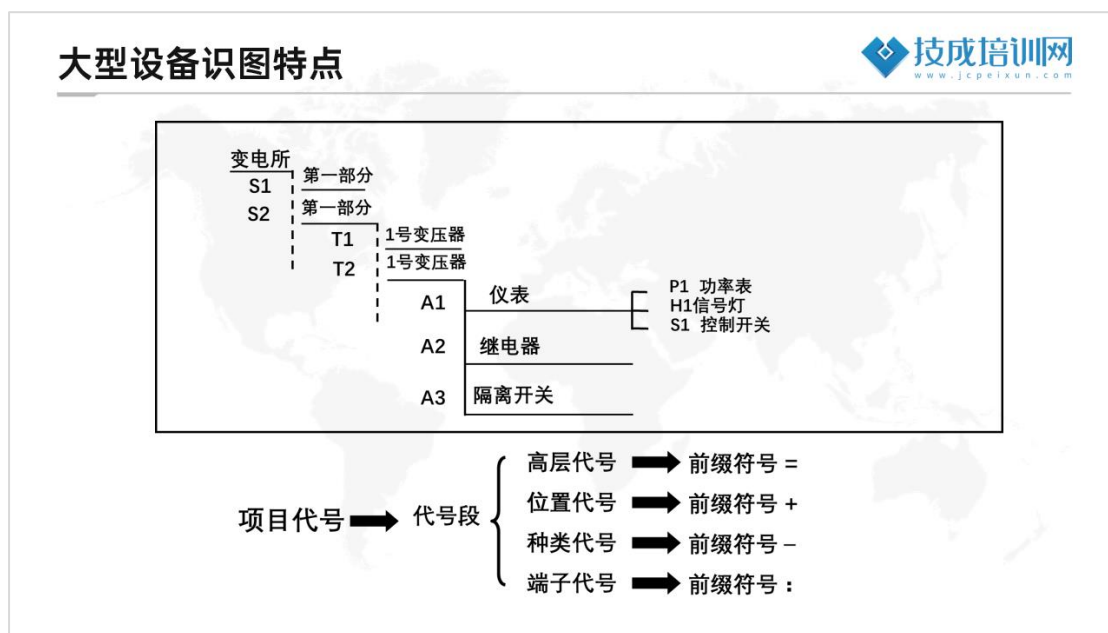 大型设备识图特点
技成培训网
www.jcpeixun.com
变电所
S1 第一部分
S2 第一部分
T1 1号变压器
T2 1号变压器
A1 仪表
P1 功率表
H1信号灯
S1 控制开关
A2 继电器
A3 隔离开关
项目代号 代号段
高层代号 前缀符号 =
位置代号 前缀符号 +
种类代号 前缀符号 –
端子代号 前缀符号 :